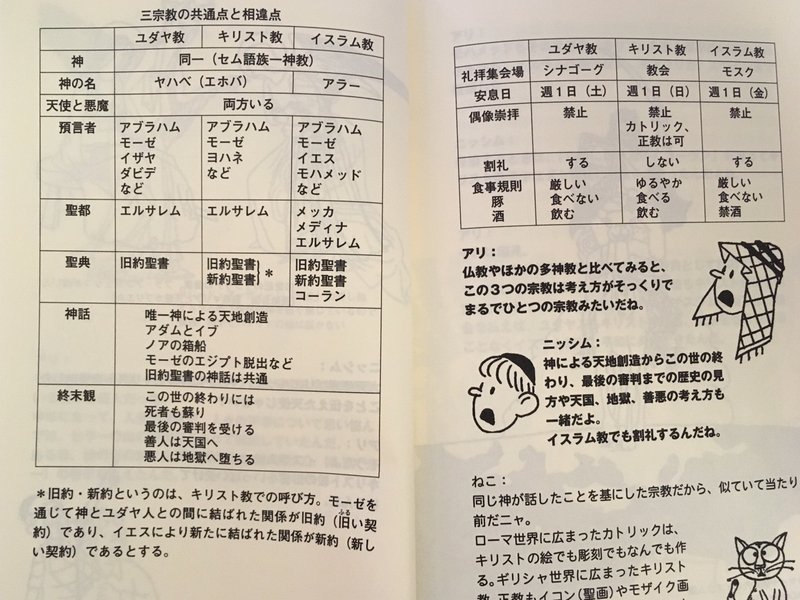 三宗教の共通点と相違点
ユダヤ教 キリスト教 イスラム教
神 同一（セム語族一神教）
神の名 ヤハベ（エホバ） アラー
天使と悪魔 両方いる
預言者 アブラハム アブラハム アブラハム
モーゼ モーゼ モーゼ
イザヤ ヨハネ イエス
ダビデ など モハメッド
など など
聖都 エルサレム エルサレム メッカ
メディナ
エルサレム
聖典 旧約聖書 旧約聖書 旧約聖書
新約聖書 ＊ 新約聖書
コーラン
神話 唯一神による天地創造
アダムとイブ
ノアの箱船
モーゼのエジプト脱出など
旧約聖書の神話は共通
終末観 この世の終わりには
死者も蘇り
最後の審判を受ける
善人は天国へ
悪人は地獄へ堕ちる
＊旧約・新約というのは、キリスト教での呼び方。モーゼを
通じて神とユダヤ人との間に結ばれた関係が旧約（旧い契
約）であり、イエスにより新たに結ばれた関係が新約（新し
い契約）であるとする。
ユダヤ教 キリスト教 イスラム教
礼拝集会場 シナゴーグ 教会 モスク
安息日 週１日（土） 週１日（日） 週１日（金）
偶像崇拝 禁止 禁止 禁止
カトリック、
正教は可
割礼 する しない する
食事規則 厳しい ゆるやか 厳しい
豚 食べない 食べる 食べない
酒 飲む 飲む 禁酒
アリ：
仏教やほかの多神教と比べてみると、
この３つの宗教は考え方がそっくりで
まるでひとつの宗教みたいだね。
ニッシム：
神による天地創造からこの世の終
わり、最後の審判までの歴史の見
方や天国、地獄、善悪の考え方も
一緒だよ。
イスラム教でも割礼するんだね。
ねこ：
同じ神が話したことを基にした宗教だから、似ていて当たり
前だニャ。
ローマ世界に広まったカトリックは、
キリストの絵でも彫刻でもなんでも作
る。ギリシャ世界に広まったキリスト
教、正教もイコン（聖画）やモザイク画